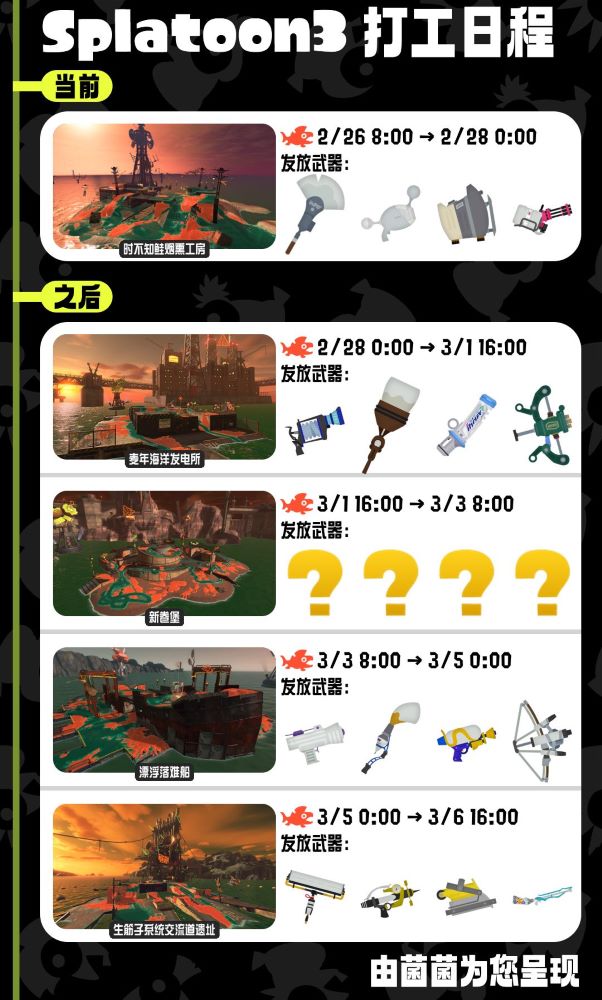 Splatoon3 打工日程
当前
2/26 8:00 → 2/28 0:00
发放武器:
时不知鲑烟熏工房
之后
2/28 0:00 → 3/1 16:00
发放武器:
麦年海洋发电所
3/1 16:00 → 3/3 8:00
发放武器:
? ? ? ?
新卷堡
3/3 8:00 → 3/5 0:00
发放武器:
漂浮落难船
3/5 0:00 → 3/6 16:00
发放武器:
生筋子系统交流道遗址
由菌菌为您呈现